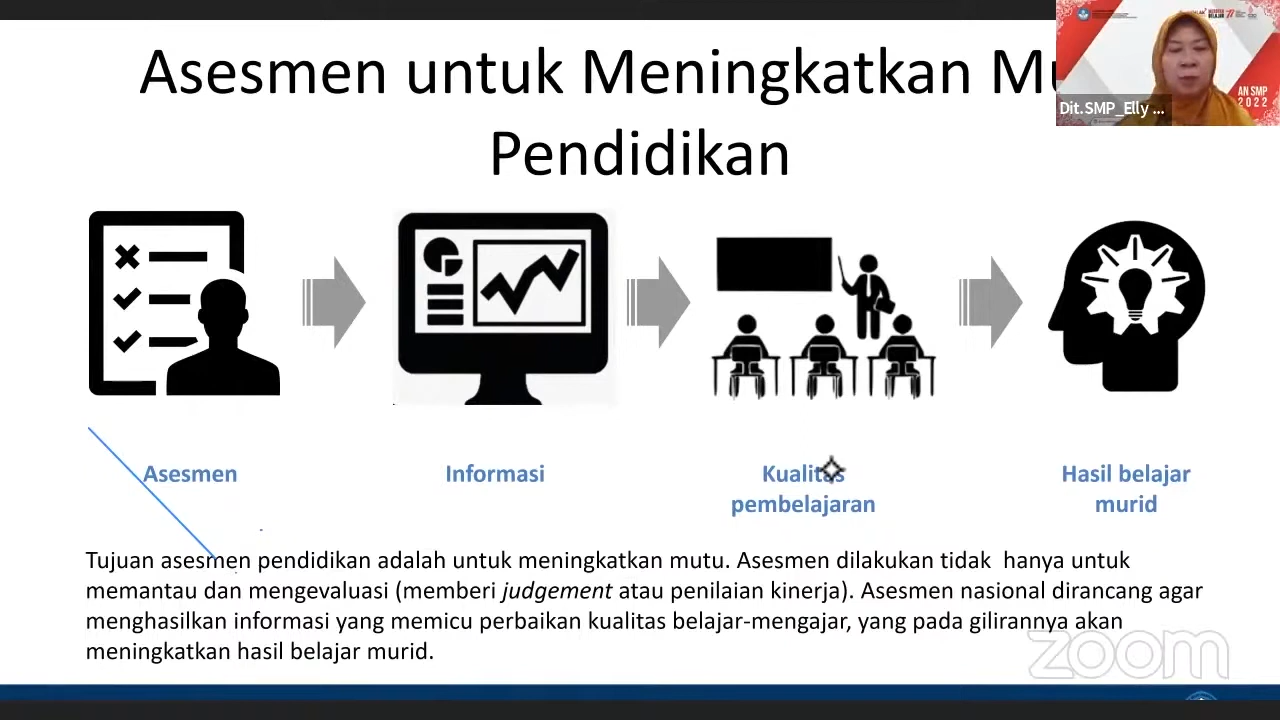 Asesmen untuk Meningkatkan Mu
Pendidikan
AN SMP
2022
Dit.SMP_Elly ...
Asesmen
Informasi
Kualitas
pembelajaran
Hasil belajar
murid
Tujuan asesmen pendidikan adalah untuk meningkatkan mutu. Asesmen dilakukan tidak hanya untuk
memantau dan mengevaluasi (memberi judgement atau penilaian kinerja). Asesmen nasional dirancang agar
menghasilkan informasi yang memicu perbaikan kualitas belajar-mengajar, yang pada gilirannya akan
meningkatkan hasil belajar murid.
zoom